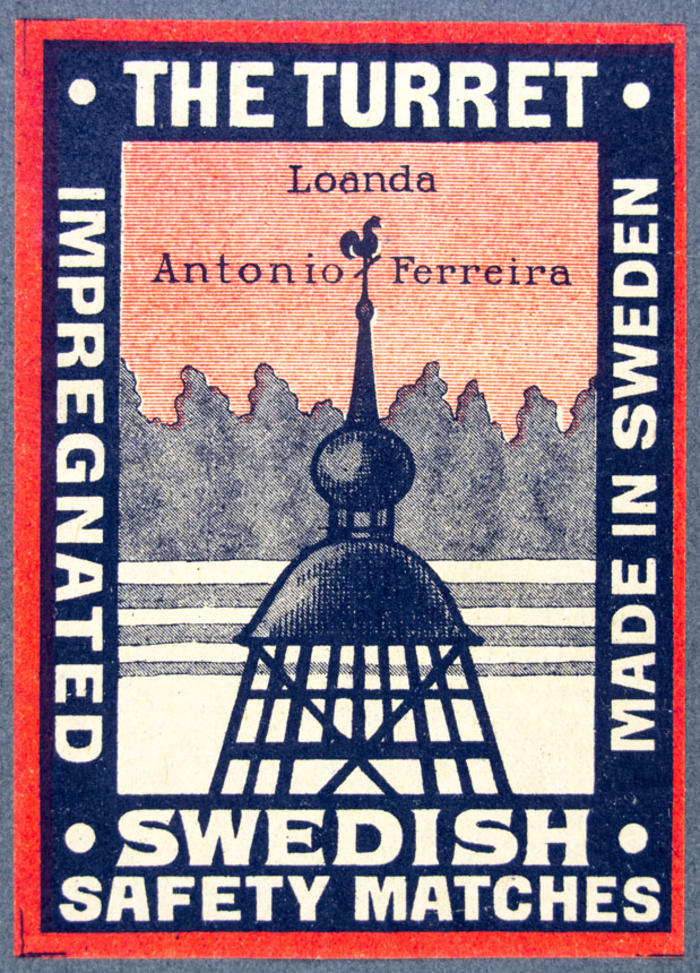 • THE TURRET •
Loanda
Antonio Ferreira
IMPREGNATED
MADE IN SWEDEN
• SWEDISH •
SAFETY MATCHES